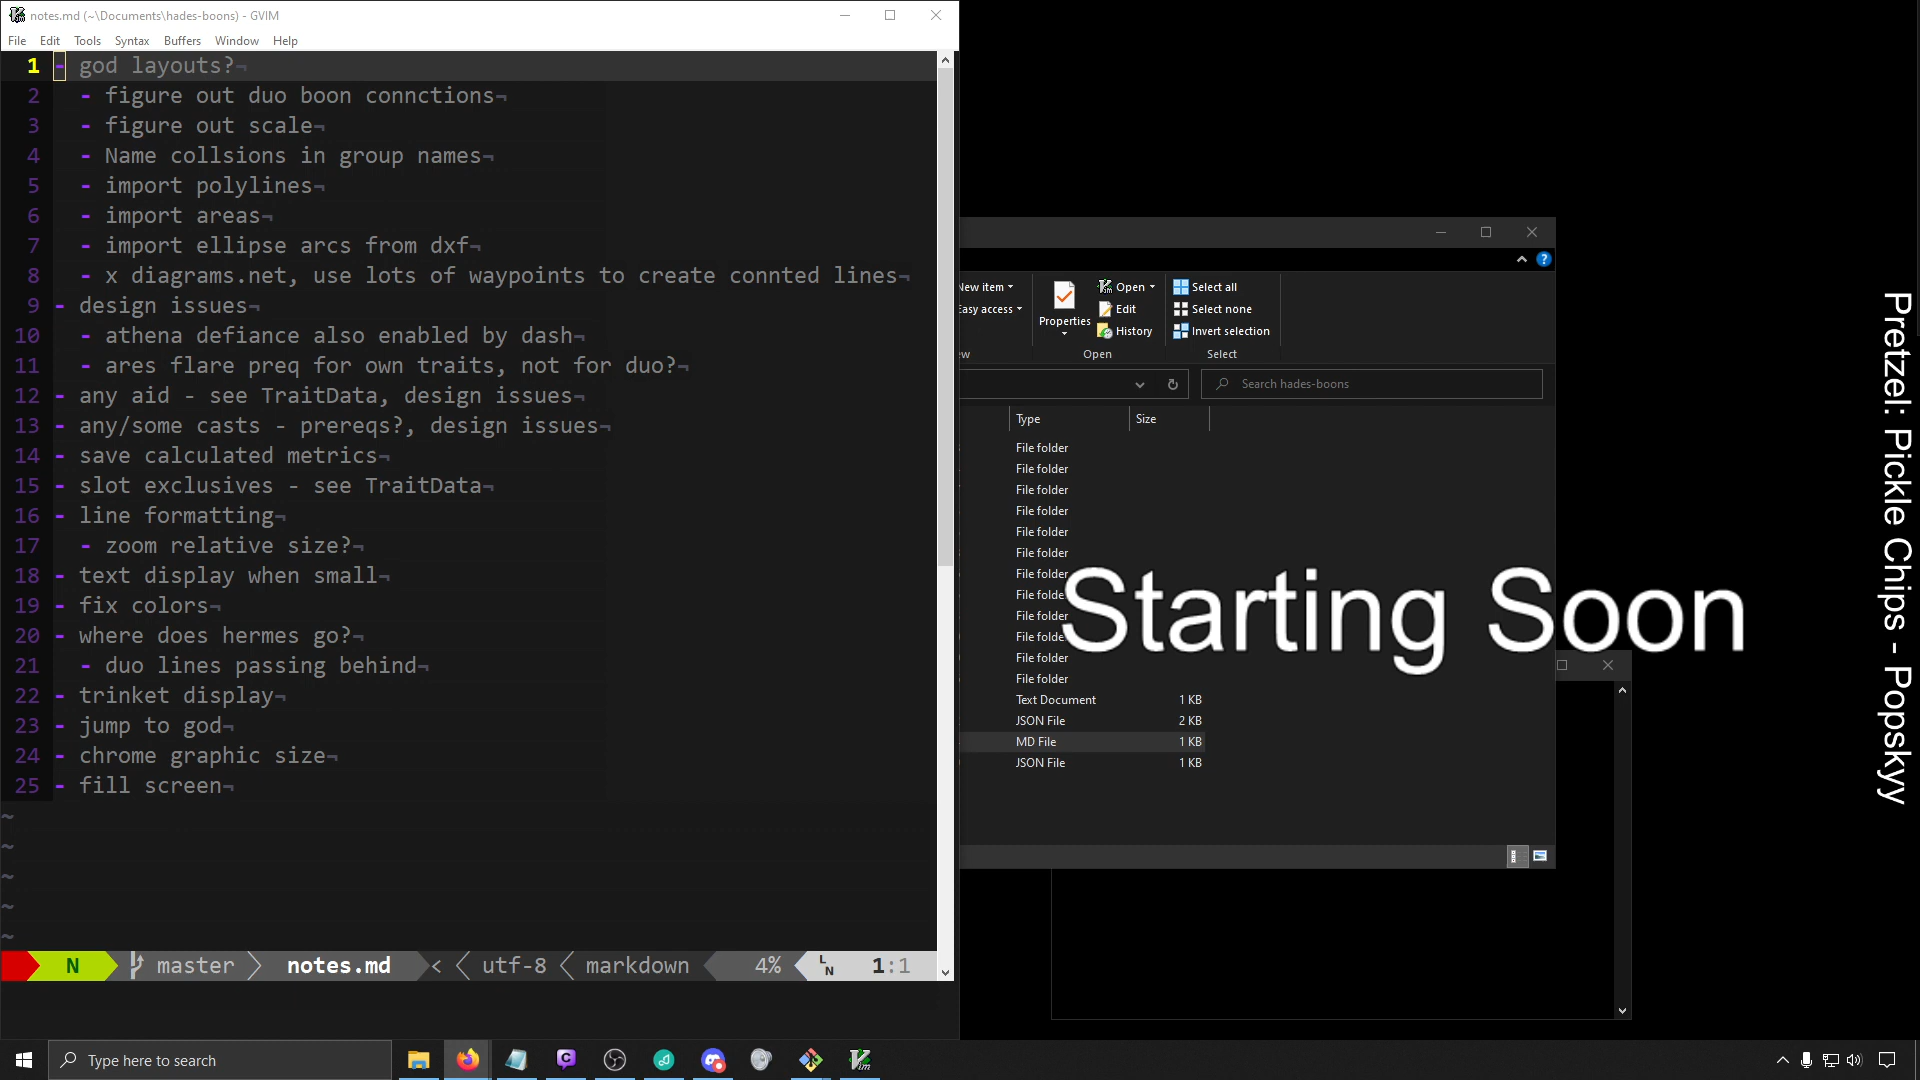 notes.md (~\Documents\hades-boons) - GVIM
File Edit Tools Syntax Buffers Window Help
1 - god layouts?¬
2 - figure out duo boon connctions¬
3 - figure out scale¬
4 - Name collsions in group names¬
5 - import polylines¬
6 - import areas¬
7 - import ellipse arcs from dxf¬
8 - x diagrams.net, use lots of waypoints to create connted lines¬
9 - design issues¬
10 - athena defiance also enabled by dash¬
11 - ares flare preq for own traits, not for duo?¬
12 - any aid - see TraitData, design issues¬
13 - any/some casts - prereqs?, design issues¬
14 - save calculated metrics¬
15 - slot exclusives - see TraitData¬
16 - line formatting¬
17 - zoom relative size?¬
18 - text display when small¬
19 - fix colors¬
20 - where does hermes go?¬
21 - duo lines passing behind¬
22 - trinket display¬
23 - jump to god¬
24 - chrome graphic size¬
25 - fill screen¬
~
~
~
~
~
N master notes.md < utf-8 markdown 4% LN 1:1
New item Open Select all
Easy access Properties Edit Select none
History Invert selection
Open Select
Search hades-boons
Type Size
File folder
File folder
File folder
File folder
File folder
File folder
File folder
File folder
File folder
File folder
File folder
File folder
Text Document 1 KB
JSON File 2 KB
MD File 1 KB
JSON File 1 KB
Starting Soon
Pretzel: Pickle Chips - Popskyy
Type here to search